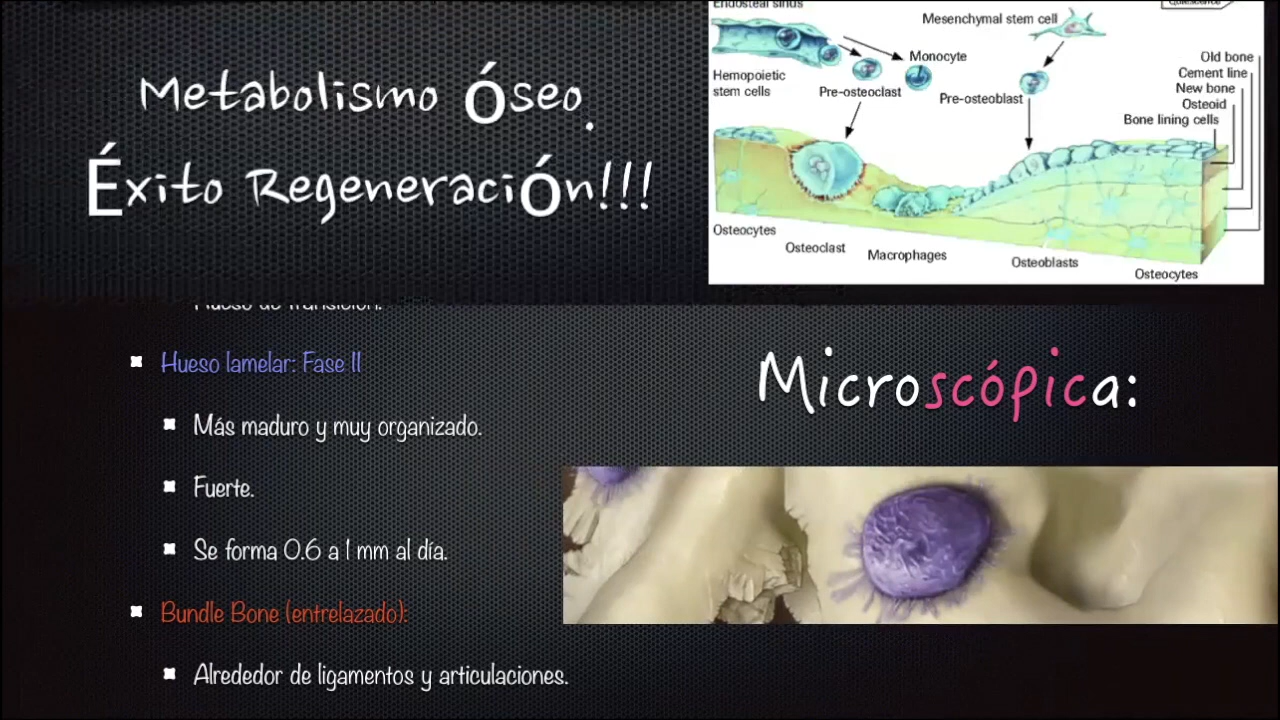 Metabolismo óseo.
Éxito Regeneración!!!
Endosteal sinus
Mesenchymal stem cell
Quiescence
Monocyte
Hemopoietic
stem cells
Pre-osteoclast
Pre-osteoblast
Old bone
Cement line
New bone
Osteoid
Bone lining cells
Osteocytes
Osteoclast
Macrophages
Osteoblasts
Osteocytes
Hueso de transición.
Hueso lamelar: Fase II
Más maduro y muy organizado.
Fuerte.
Se forma 0.6 a 1 mm al día.
Bundle Bone (entrelazado):
Alrededor de ligamentos y articulaciones.
Microscópica: